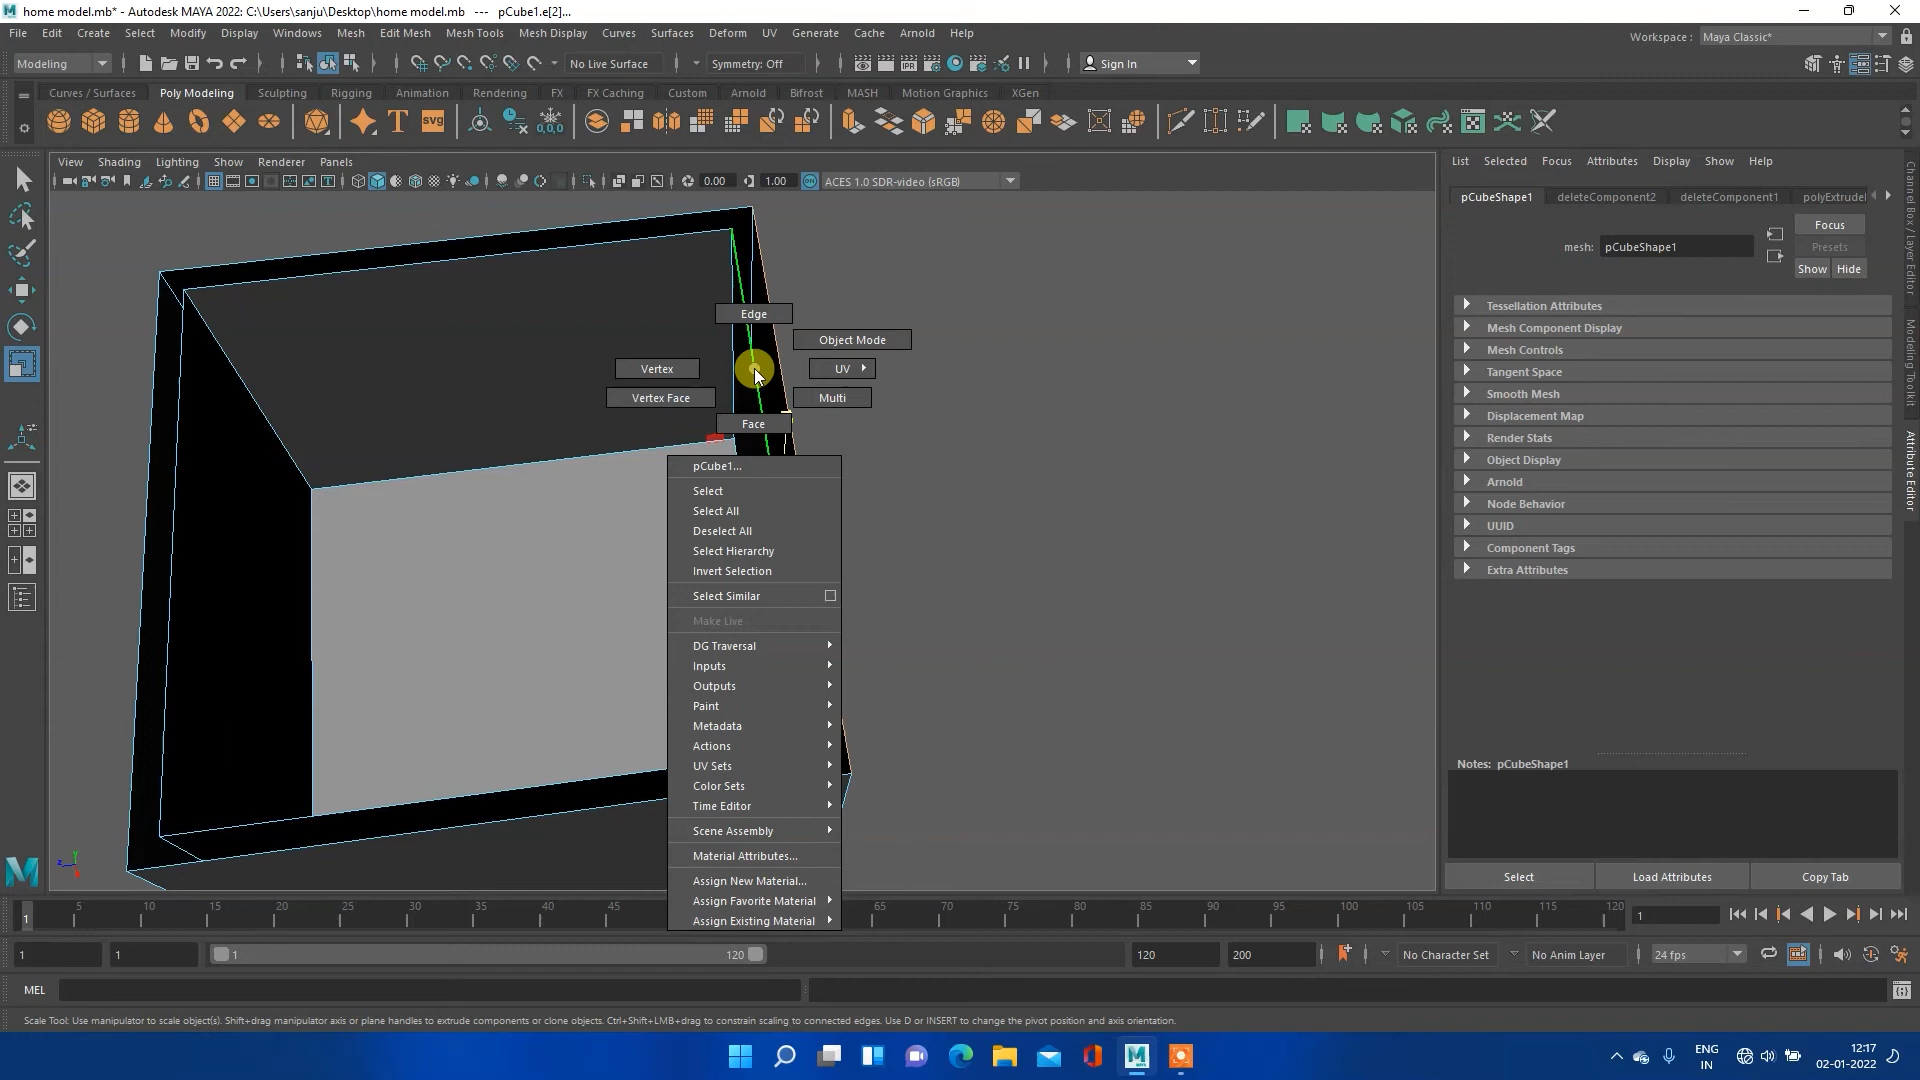 home model.mb* - Autodesk MAYA 2022: C:\Users\sanju\Desktop\home model.mb --- pCube1.e[2]...
File Edit Create Select Modify Display Windows Mesh Edit Mesh Mesh Tools Mesh Display Curves Surfaces Deform UV Generate Cache Arnold Help
Workspace : Maya Classic*
Modeling No Live Surface Symmetry: Off Sign In
Curves / Surfaces Poly Modeling Sculpting Rigging Animation Rendering FX FX Caching Custom Arnold Bifrost MASH Motion Graphics XGen
View Shading Lighting Show Renderer Panels
0.00 1.00 ACES 1.0 SDR-video (sRGB)
List Selected Focus Attributes Display Show Help
pCubeShape1 deleteComponent2 deleteComponent1 polyExtrudeI
Focus
mesh: pCubeShape1
Presets
Show Hide
Tessellation Attributes
Mesh Component Display
Mesh Controls
Tangent Space
Smooth Mesh
Displacement Map
Render Stats
Object Display
Arnold
Node Behavior
UUID
Component Tags
Extra Attributes
Notes: pCubeShape1
Select Load Attributes Copy Tab
Channel Box / Layer Editor
Modeling Toolkit
Attribute Editor
Edge
Object Mode
Vertex
UV
Vertex Face
Multi
Face
pCube1...
Select
Select All
Deselect All
Select Hierarchy
Invert Selection
Select Similar
Make Live
DG Traversal
Inputs
Outputs
Paint
Metadata
Actions
UV Sets
Color Sets
Time Editor
Scene Assembly
Material Attributes...
Assign New Material...
Assign Favorite Material
Assign Existing Material
1 5 10 15 20 25 30 35 40 45 65 70 75 80 85 90 95 100 105 110 115 120 1
1 1 1 120 120 200 No Character Set No Anim Layer 24 fps
MEL
Scale Tool: Use manipulator to scale object(s). Shift+drag manipulator axis or plane handles to extrude components or clone objects. Ctrl+Shift+LMB+drag to constrain scaling to connected edges. Use D or INSERT to change the pivot position and axis orientation.
ENG
IN
12:17
02-01-2022